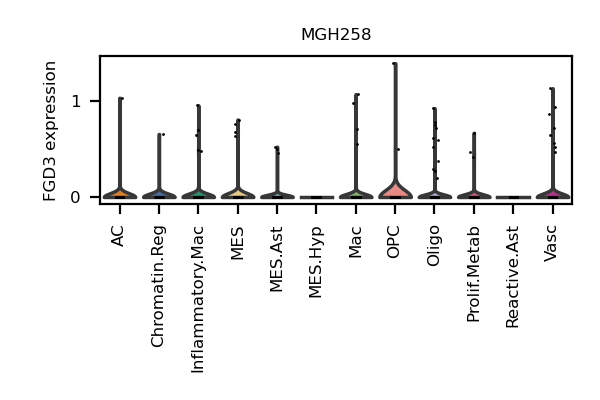 MGH258
FGD3 expression
1
0
AC
Chromatin.Reg
Inflammatory.Mac
MES
MES.Ast
MES.Hyp
Mac
OPC
Oligo
Prolif.Metab
Reactive.Ast
Vasc